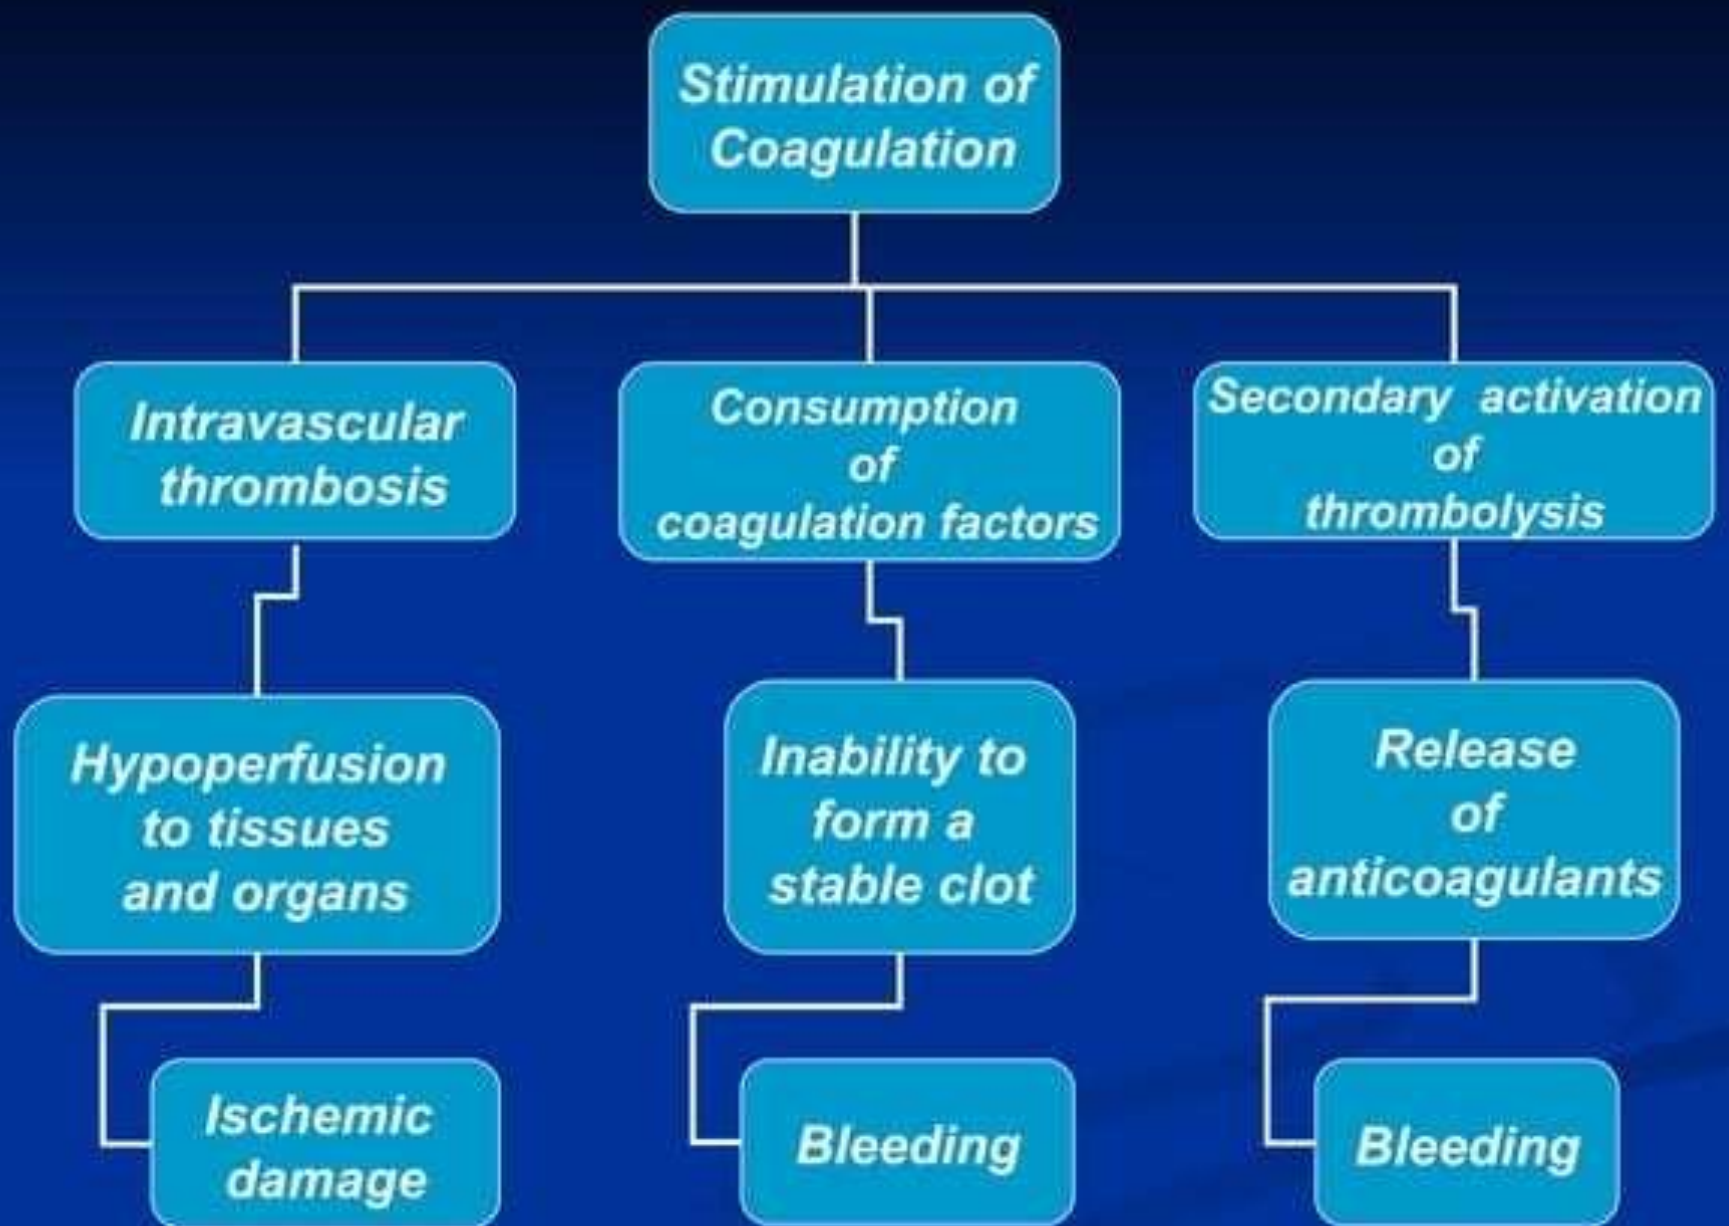 Stimulation of
Coagulation
Intravascular
thrombosis
Consumption
of
coagulation factors
Secondary activation
of
thrombolysis
Hypoperfusion
to tissues
and organs
Inability to
form a
stable clot
Release
of
anticoagulants
Ischemic
damage
Bleeding
Bleeding